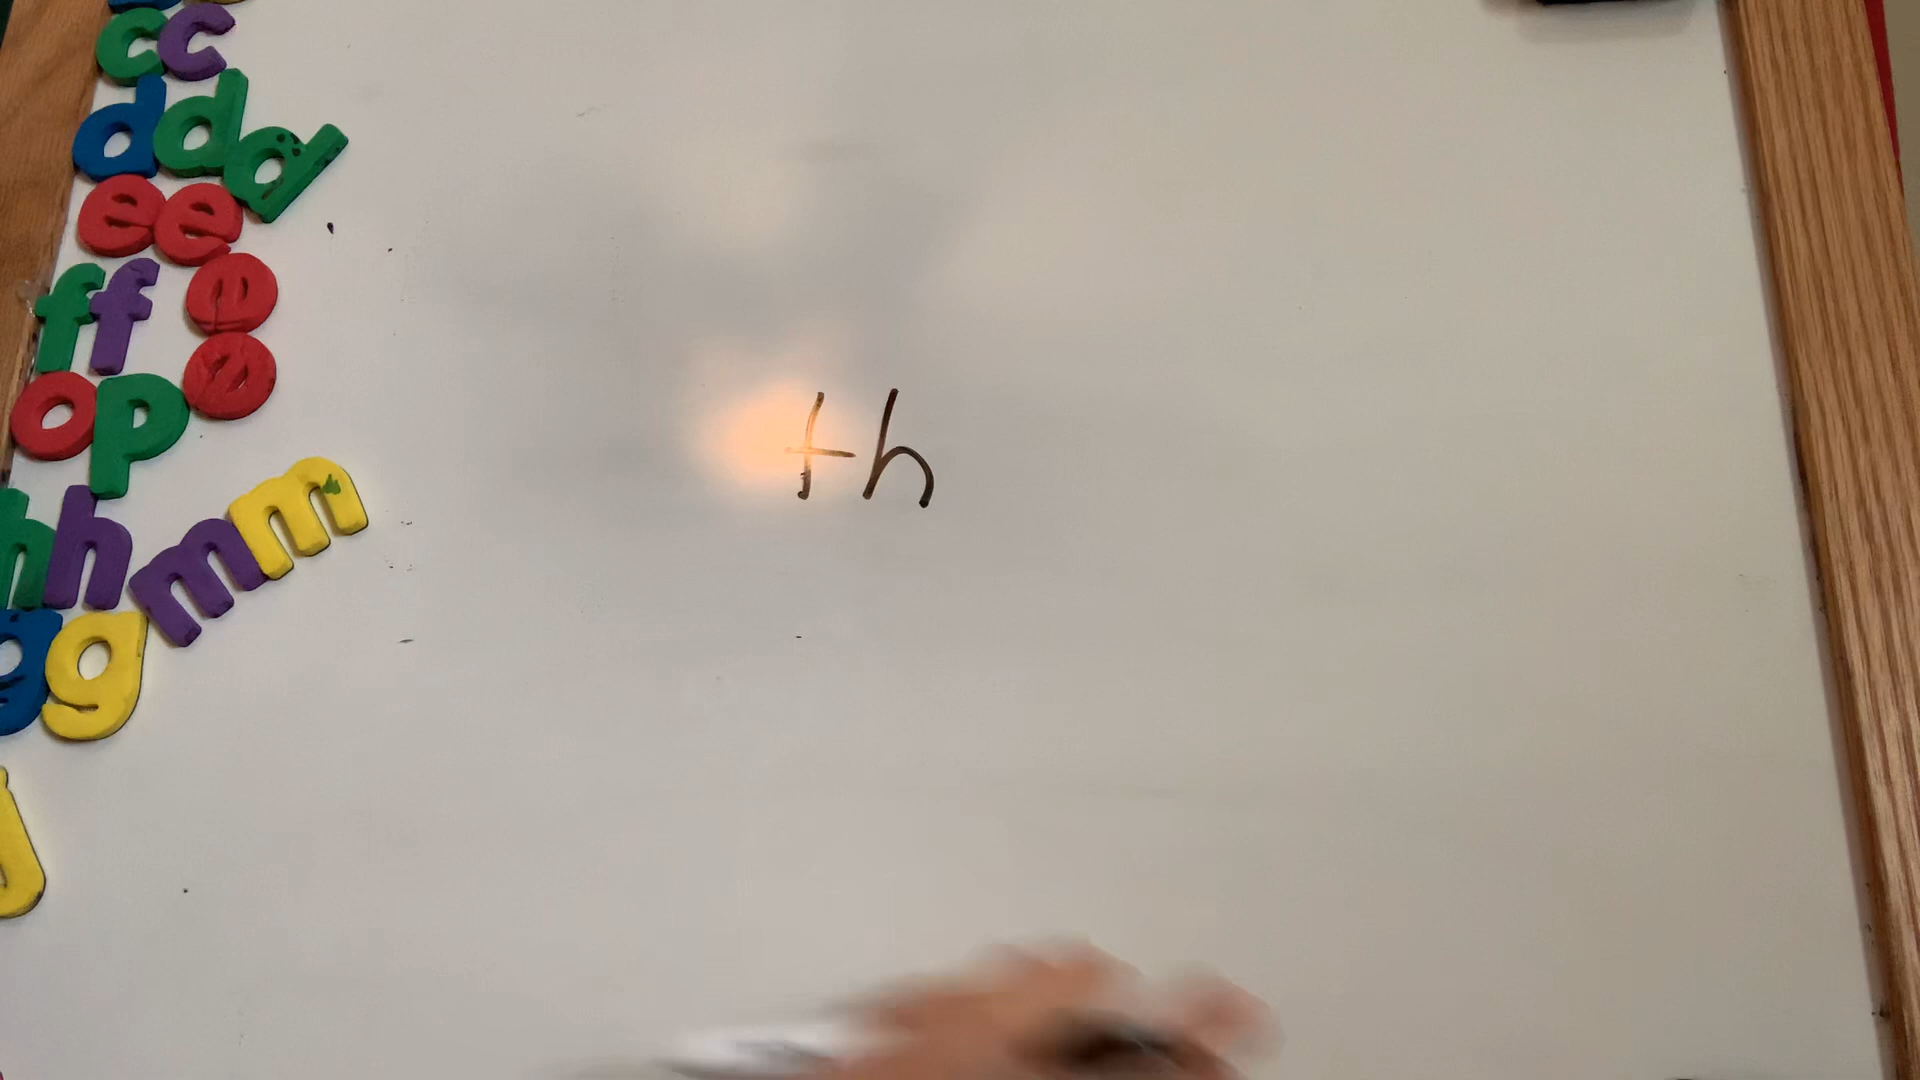 c c
d d d
e e
f f e
o p e
h h m m
g g
j
th